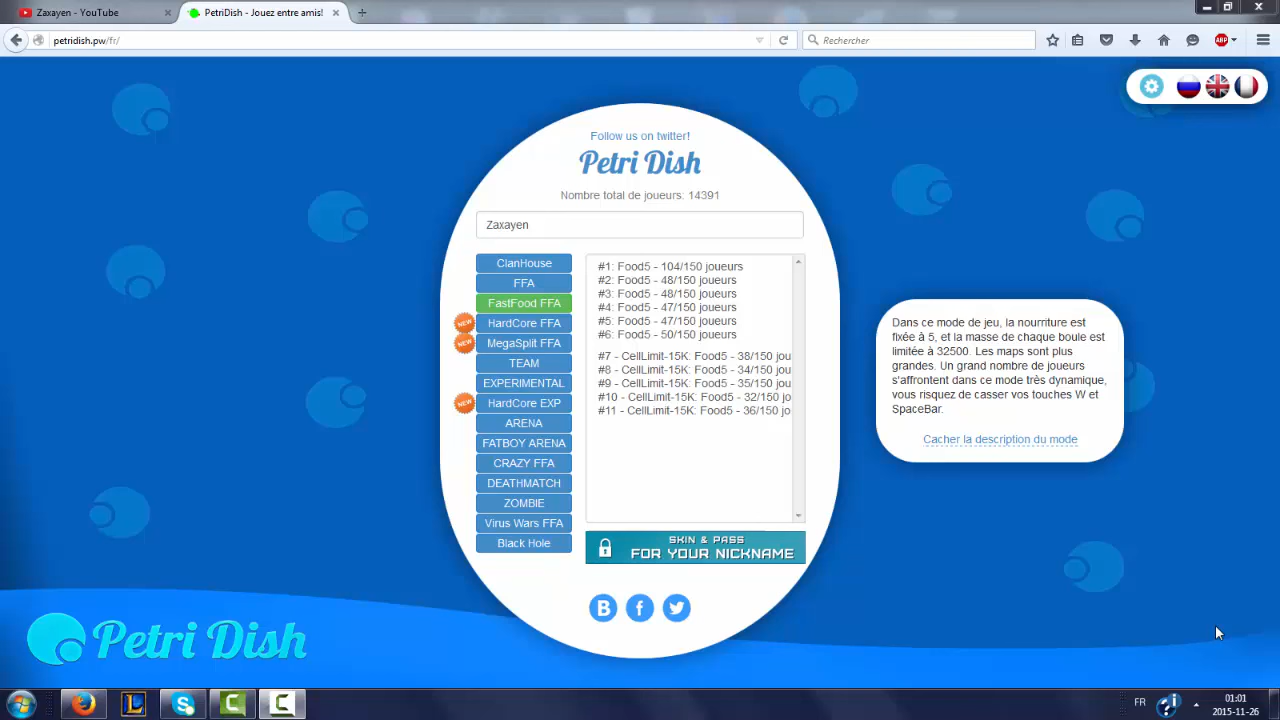 Zaxayen - YouTube
PetriDish - Jouez entre amis!
petridish.pw/fr/
Rechercher
ABP
Follow us on twitter!
Petri Dish
Nombre total de joueurs: 14391
Zaxayen
ClanHouse
FFA
FastFood FFA
NEW HardCore FFA
NEW MegaSplit FFA
TEAM
EXPERIMENTAL
NEW HardCore EXP
ARENA
FATBOY ARENA
CRAZY FFA
DEATHMATCH
ZOMBIE
Virus Wars FFA
Black Hole
#1: Food5 - 104/150 joueurs
#2: Food5 - 48/150 joueurs
#3: Food5 - 48/150 joueurs
#4: Food5 - 47/150 joueurs
#5: Food5 - 47/150 joueurs
#6: Food5 - 50/150 joueurs
#7 - CellLimit-15K: Food5 - 38/150 jou
#8 - CellLimit-15K: Food5 - 34/150 jou
#9 - CellLimit-15K: Food5 - 35/150 jou
#10 - CellLimit-15K: Food5 - 32/150 jo
#11 - CellLimit-15K: Food5 - 36/150 jo
SKIN & PASS
FOR YOUR NICKNAME
Dans ce mode de jeu, la nourriture est
fixée à 5, et la masse de chaque boule est
limitée à 32500. Les maps sont plus
grandes. Un grand nombre de joueurs
s'affrontent dans ce mode très dynamique,
vous risquez de casser vos touches W et
SpaceBar.
Cacher la description du mode
Petri Dish
FR
01:01
2015-11-26